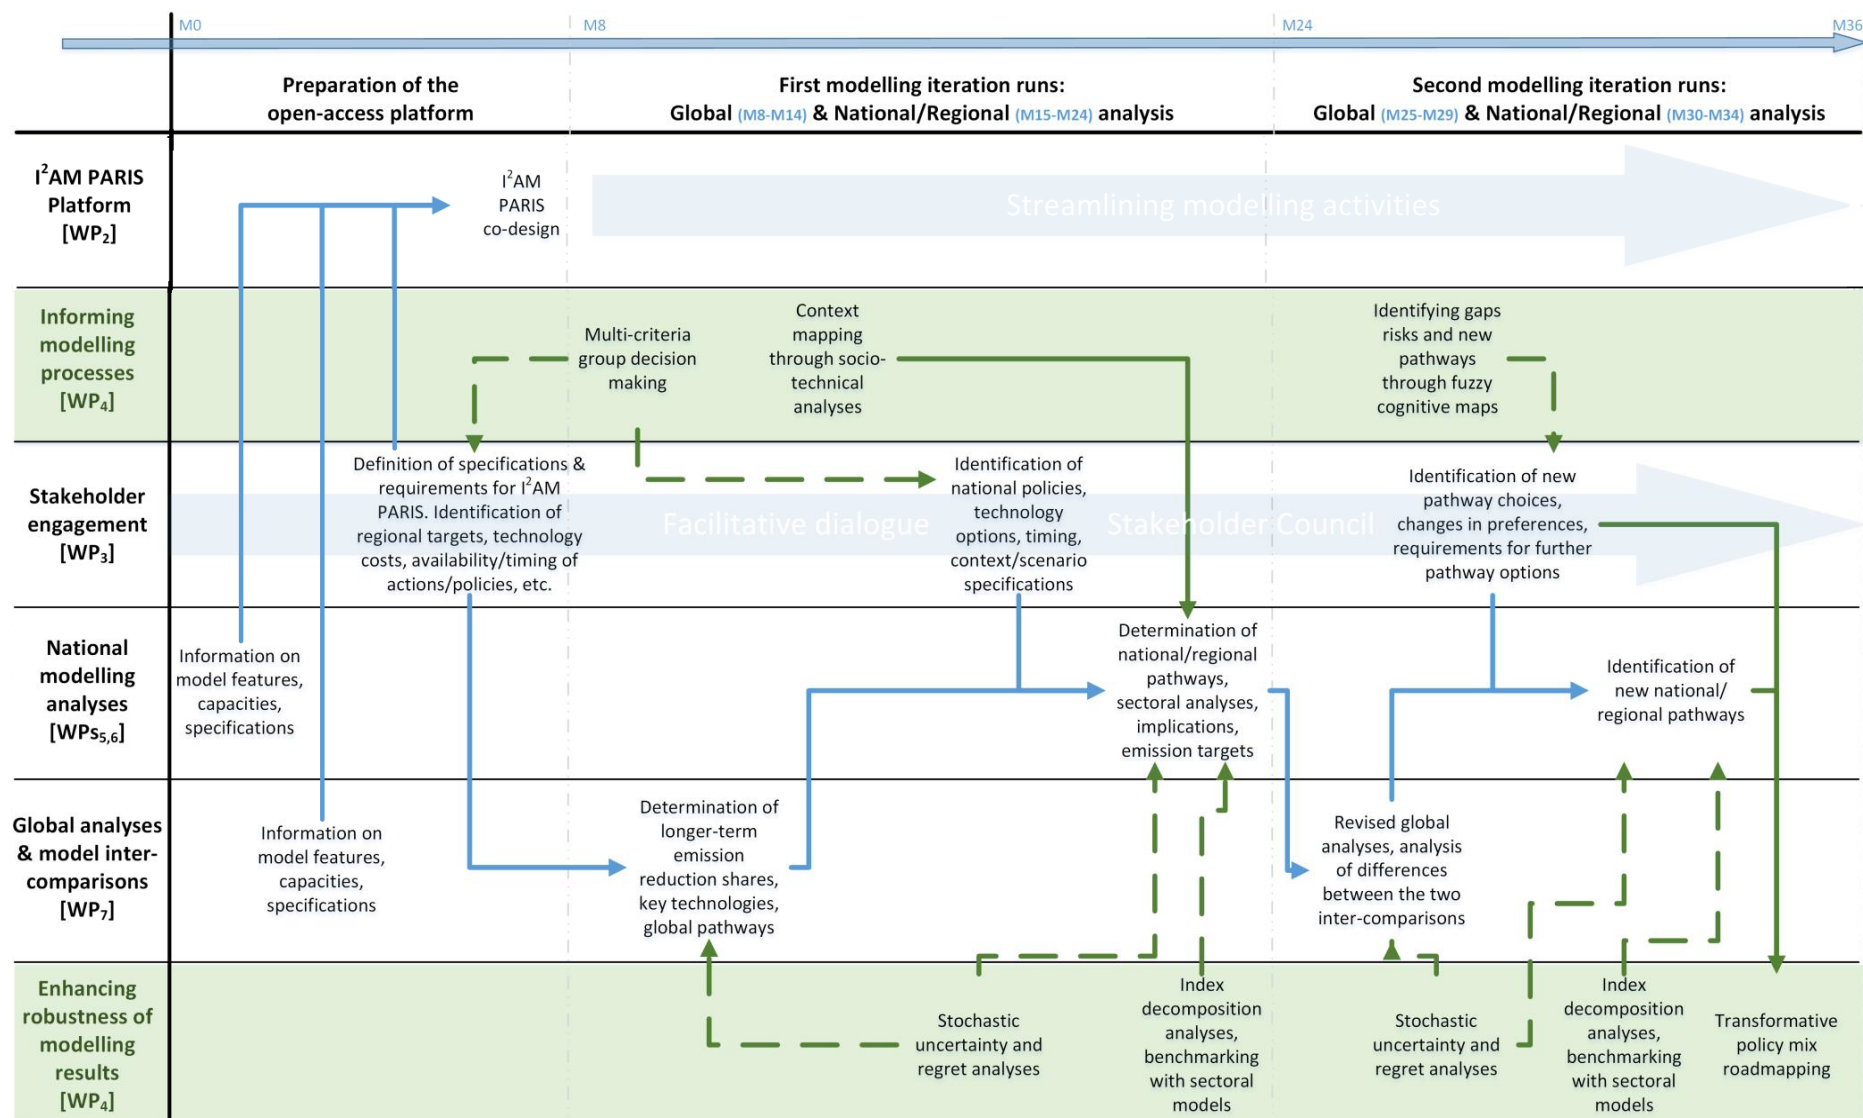 M0
M8
M24
M36
Preparation of the
open-access platform
First modelling iteration runs:
Global (M8-M14) & National/Regional (M15-M24) analysis
Second modelling iteration runs:
Global (M25-M29) & National/Regional (M30-M34) analysis
I²AM PARIS
Platform
[WP₂]
I²AM
PARIS
co-design
Streamlining modelling activities
Informing
modelling
processes
[WP₄]
Multi-criteria
group decision
making
Context
mapping
through socio-
technical
analyses
Identifying gaps
risks and new
pathways
through fuzzy
cognitive maps
Stakeholder
engagement
[WP₃]
Definition of specifications &
requirements for I²AM
PARIS. Identification of
regional targets, technology
costs, availability/timing of
actions/policies, etc.
Facilitative dialogue
Identification of
national policies,
technology
options, timing,
context/scenario
specifications
Stakeholder Council
Identification of new
pathway choices,
changes in preferences,
requirements for further
pathway options
National
modelling
analyses
[WPs₅,₆]
Information on
model features,
capacities,
specifications
Determination of
national/regional
pathways,
sectoral analyses,
implications,
emission targets
Identification of
new national/
regional pathways
Global analyses
& model inter-
comparisons
[WP₇]
Information on
model features,
capacities,
specifications
Determination of
longer-term
emission
reduction shares,
key technologies,
global pathways
Revised global
analyses, analysis
of differences
between the two
inter-comparisons
Enhancing
robustness of
modelling
results
[WP₄]
Stochastic
uncertainty and
regret analyses
Index
decomposition
analyses,
benchmarking
with sectoral
models
Stochastic
uncertainty and
regret analyses
Index
decomposition
analyses,
benchmarking
with sectoral
models
Transformative
policy mix
roadmapping